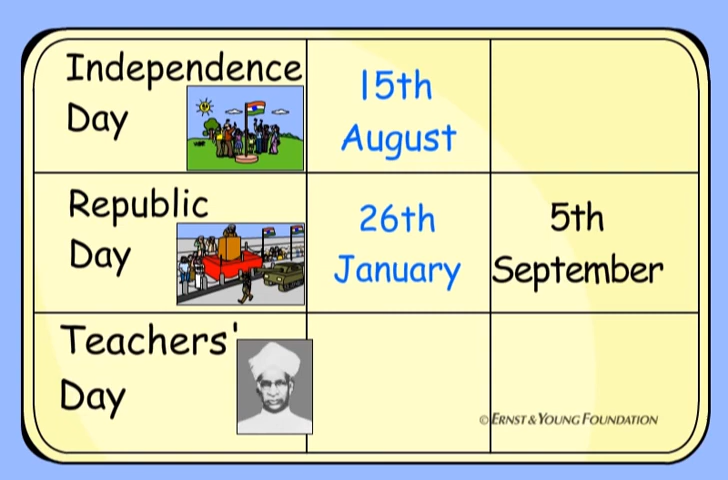 Independence
Day
15th
August
Republic
Day
26th
January
5th
September
Teachers'
Day
© ERNST & YOUNG FOUNDATION